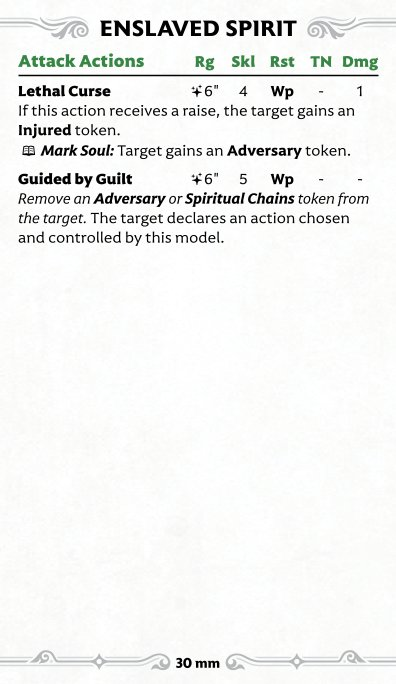 ENSLAVED SPIRIT
Attack Actions Rg Skl Rst TN Dmg
Lethal Curse 6" 4 Wp - 1
If this action receives a raise, the target gains an
Injured token.
Mark Soul: Target gains an Adversary token.
Guided by Guilt 6" 5 Wp - -
Remove an Adversary or Spiritual Chains token from
the target. The target declares an action chosen
and controlled by this model.
30 mm